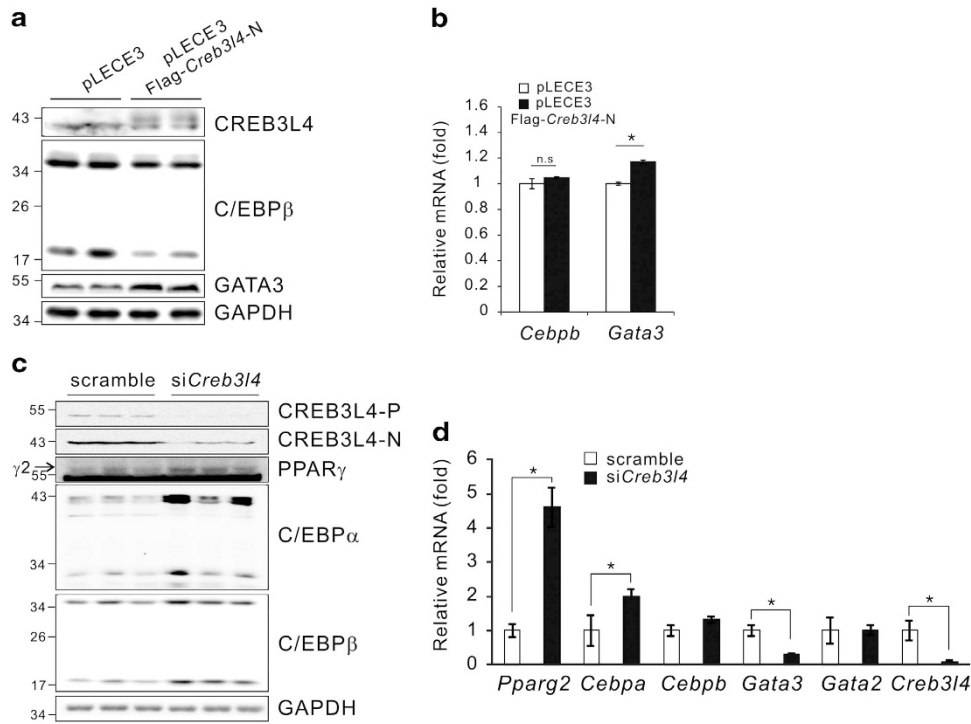 a
pLECE3
pLECE3
Flag-Creb3l4-N
43
CREB3L4
34
26
C/EBPβ
17
55
GATA3
34
GAPDH
b
pLECE3
pLECE3
Flag-Creb3l4-N
Relative mRNA (fold)
1.6
1.4
1.2
1
0.8
0.6
0.4
0.2
0
n.s
*
Cebpb Gata3
c
scramble siCreb3l4
55
CREB3L4-P
43
CREB3L4-N
γ2→
55
PPARγ
43
C/EBPα
34
34
26
C/EBPβ
17
34
GAPDH
d
scramble
siCreb3l4
Relative mRNA (fold)
6
5
4
3
2
1
0
* * * *
Pparg2 Cebpa Cebpb Gata3 Gata2 Creb3l4